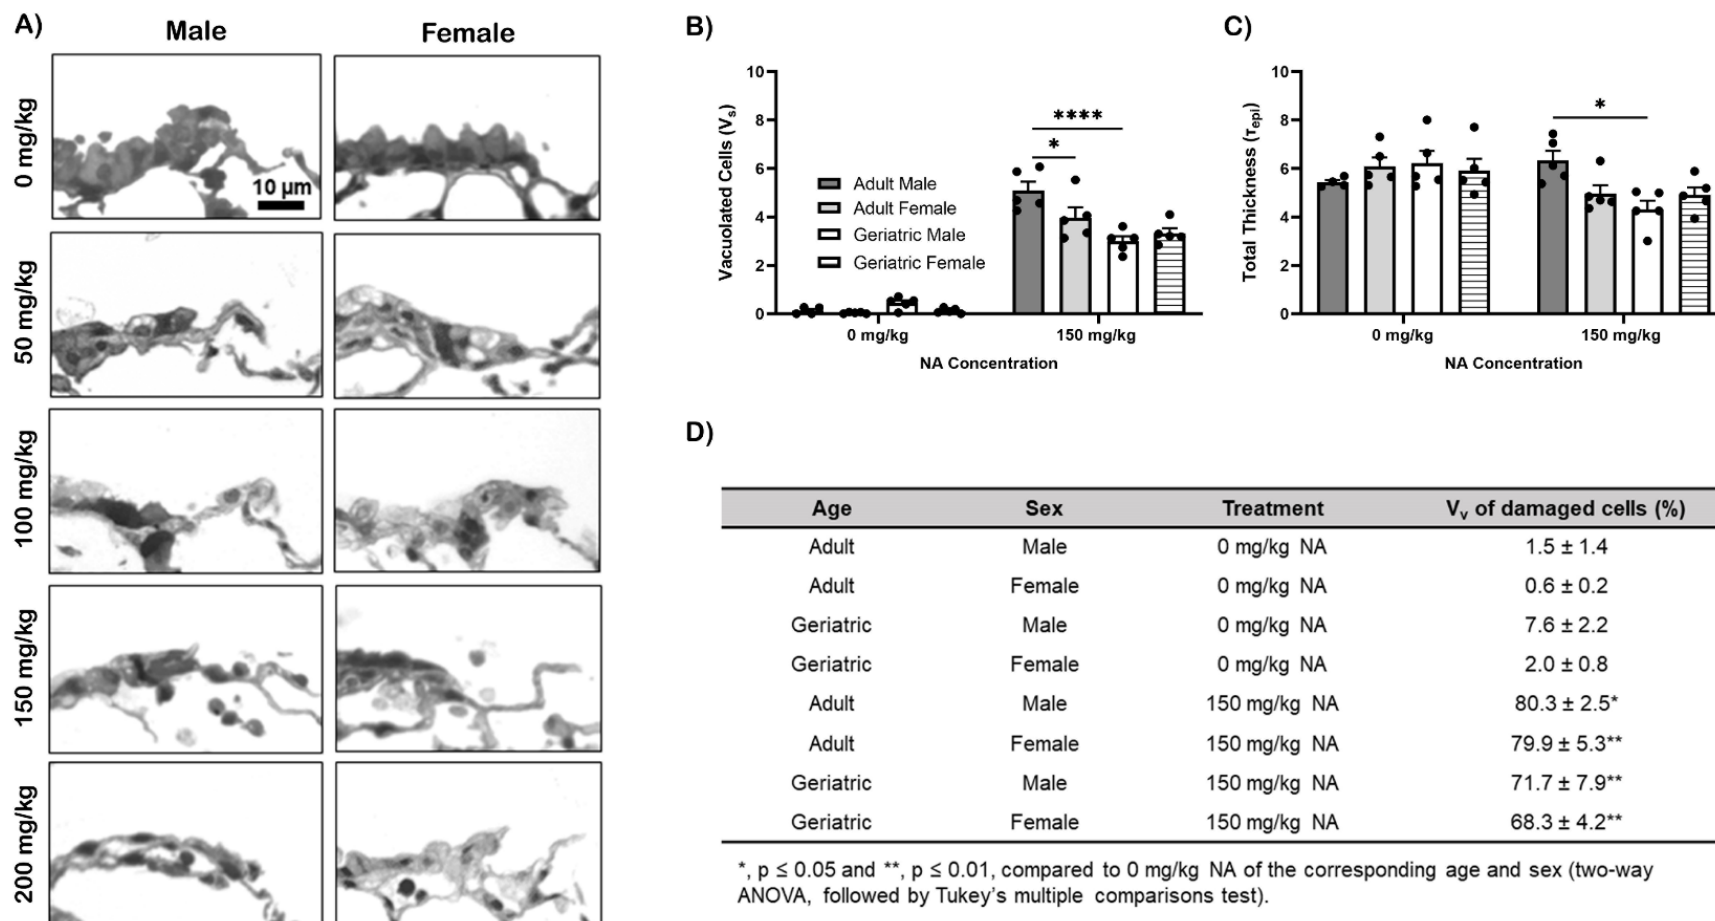 A)
Male
Female
0 mg/kg
10 µm
50 mg/kg
100 mg/kg
150 mg/kg
200 mg/kg
B)
10
8
6
4
2
0
Vacuolated Cells (Vs)
****
*
Adult Male
Adult Female
Geriatric Male
Geriatric Female
0 mg/kg
150 mg/kg
NA Concentration
C)
10
8
6
4
2
0
Total Thickness (τepi)
*
0 mg/kg
150 mg/kg
NA Concentration
D)
Age Sex Treatment Vv of damaged cells (%)
Adult Male 0 mg/kg NA 1.5 ± 1.4
Adult Female 0 mg/kg NA 0.6 ± 0.2
Geriatric Male 0 mg/kg NA 7.6 ± 2.2
Geriatric Female 0 mg/kg NA 2.0 ± 0.8
Adult Male 150 mg/kg NA 80.3 ± 2.5*
Adult Female 150 mg/kg NA 79.9 ± 5.3**
Geriatric Male 150 mg/kg NA 71.7 ± 7.9**
Geriatric Female 150 mg/kg NA 68.3 ± 4.2**
*, p ≤ 0.05 and **, p ≤ 0.01, compared to 0 mg/kg NA of the corresponding age and sex (two-way
ANOVA, followed by Tukey's multiple comparisons test).